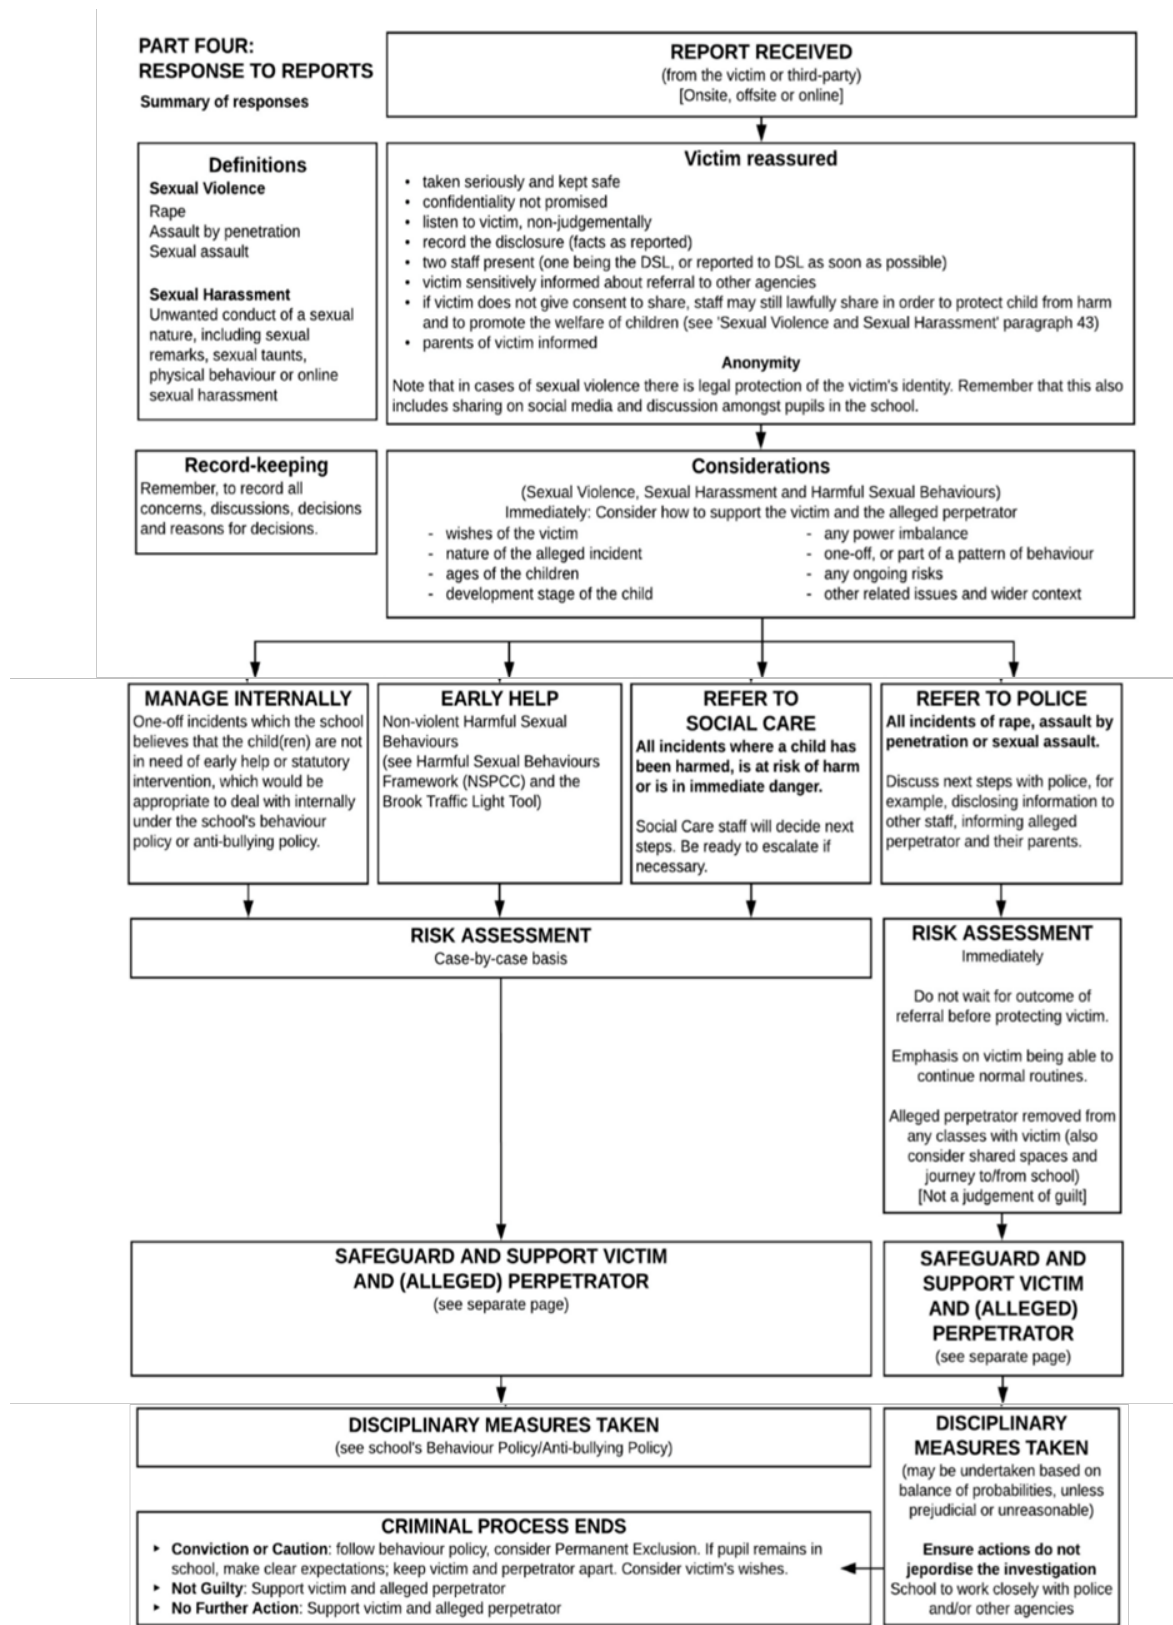 PART FOUR:
RESPONSE TO REPORTS
Summary of responses
REPORT RECEIVED
(from the victim or third-party)
[Onsite, offsite or online]
Definitions
Sexual Violence
Rape
Assault by penetration
Sexual assault
Sexual Harassment
Unwanted conduct of a sexual
nature, including sexual
remarks, sexual taunts,
physical behaviour or online
sexual harassment
Victim reassured
• taken seriously and kept safe
• confidentiality not promised
• listen to victim, non-judgementally
• record the disclosure (facts as reported)
• two staff present (one being the DSL, or reported to DSL as soon as possible)
• victim sensitively informed about referral to other agencies
• if victim does not give consent to share, staff may still lawfully share in order to protect child from harm
and to promote the welfare of children (see 'Sexual Violence and Sexual Harassment' paragraph 43)
• parents of victim informed
Anonymity
Note that in cases of sexual violence there is legal protection of the victim's identity. Remember that this also
includes sharing on social media and discussion amongst pupils in the school.
Record-keeping
Remember, to record all
concerns, discussions, decisions
and reasons for decisions.
Considerations
(Sexual Violence, Sexual Harassment and Harmful Sexual Behaviours)
Immediately: Consider how to support the victim and the alleged perpetrator
- wishes of the victim
- nature of the alleged incident
- ages of the children
- development stage of the child
- any power imbalance
- one-off, or part of a pattern of behaviour
- any ongoing risks
- other related issues and wider context
MANAGE INTERNALLY
One-off incidents which the school
believes that the child(ren) are not
in need of early help or statutory
intervention, which would be
appropriate to deal with internally
under the school's behaviour
policy or anti-bullying policy.
EARLY HELP
Non-violent Harmful Sexual
Behaviours
(see Harmful Sexual Behaviours
Framework (NSPCC) and the
Brook Traffic Light Tool)
REFER TO
SOCIAL CARE
All incidents where a child has
been harmed, is at risk of harm
or is in immediate danger.
Social Care staff will decide next
steps. Be ready to escalate if
necessary.
REFER TO POLICE
All incidents of rape, assault by
penetration or sexual assault.
Discuss next steps with police, for
example, disclosing information to
other staff, informing alleged
perpetrator and their parents.
RISK ASSESSMENT
Case-by-case basis
RISK ASSESSMENT
Immediately
Do not wait for outcome of
referral before protecting victim.
Emphasis on victim being able to
continue normal routines.
Alleged perpetrator removed from
any classes with victim (also
consider shared spaces and
journey to/from school)
[Not a judgement of guilt]
SAFEGUARD AND SUPPORT VICTIM
AND (ALLEGED) PERPETRATOR
(see separate page)
SAFEGUARD AND
SUPPORT VICTIM
AND (ALLEGED)
PERPETRATOR
(see separate page)
DISCIPLINARY MEASURES TAKEN
(see school's Behaviour Policy/Anti-bullying Policy)
DISCIPLINARY
MEASURES TAKEN
(may be undertaken based on
balance of probabilities, unless
prejudicial or unreasonable)
Ensure actions do not
jepordise the investigation
School to work closely with police
and/or other agencies
CRIMINAL PROCESS ENDS
‣ Conviction or Caution: follow behaviour policy, consider Permanent Exclusion. If pupil remains in
school, make clear expectations; keep victim and perpetrator apart. Consider victim's wishes.
‣ Not Guilty: Support victim and alleged perpetrator
‣ No Further Action: Support victim and alleged perpetrator